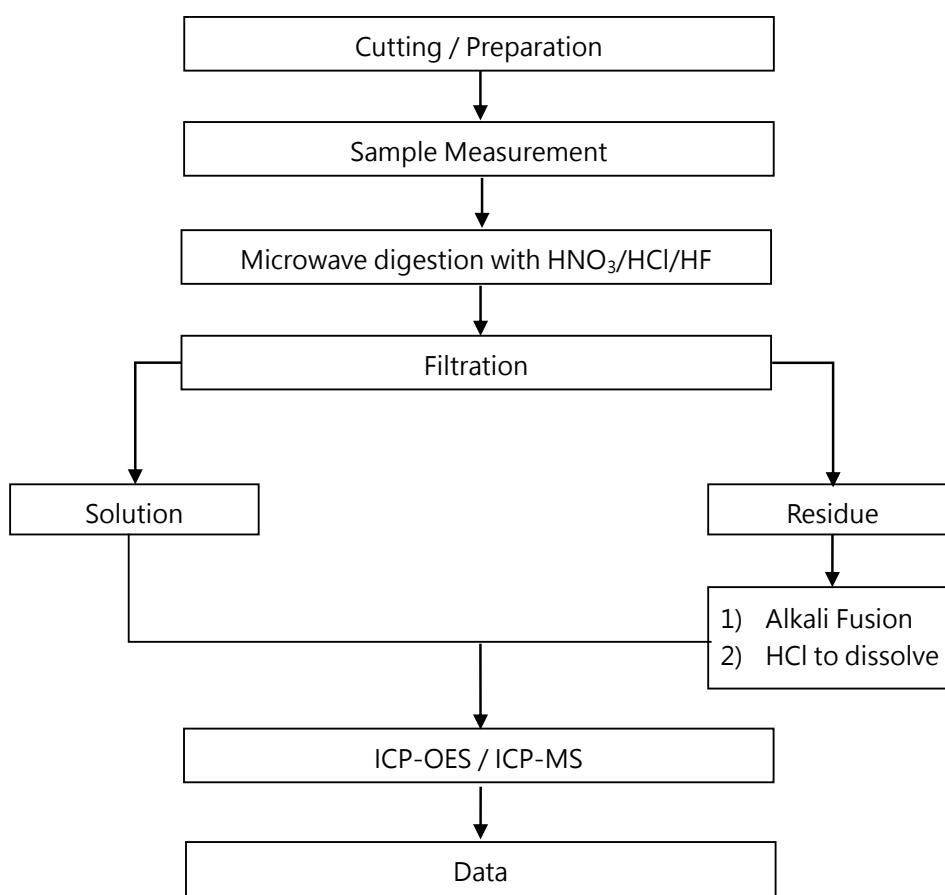 Cutting / Preparation
Sample Measurement
Microwave digestion with HNO₃/HCl/HF
Filtration
Solution
Residue
1) Alkali Fusion
2) HCl to dissolve
ICP-OES / ICP-MS
Data